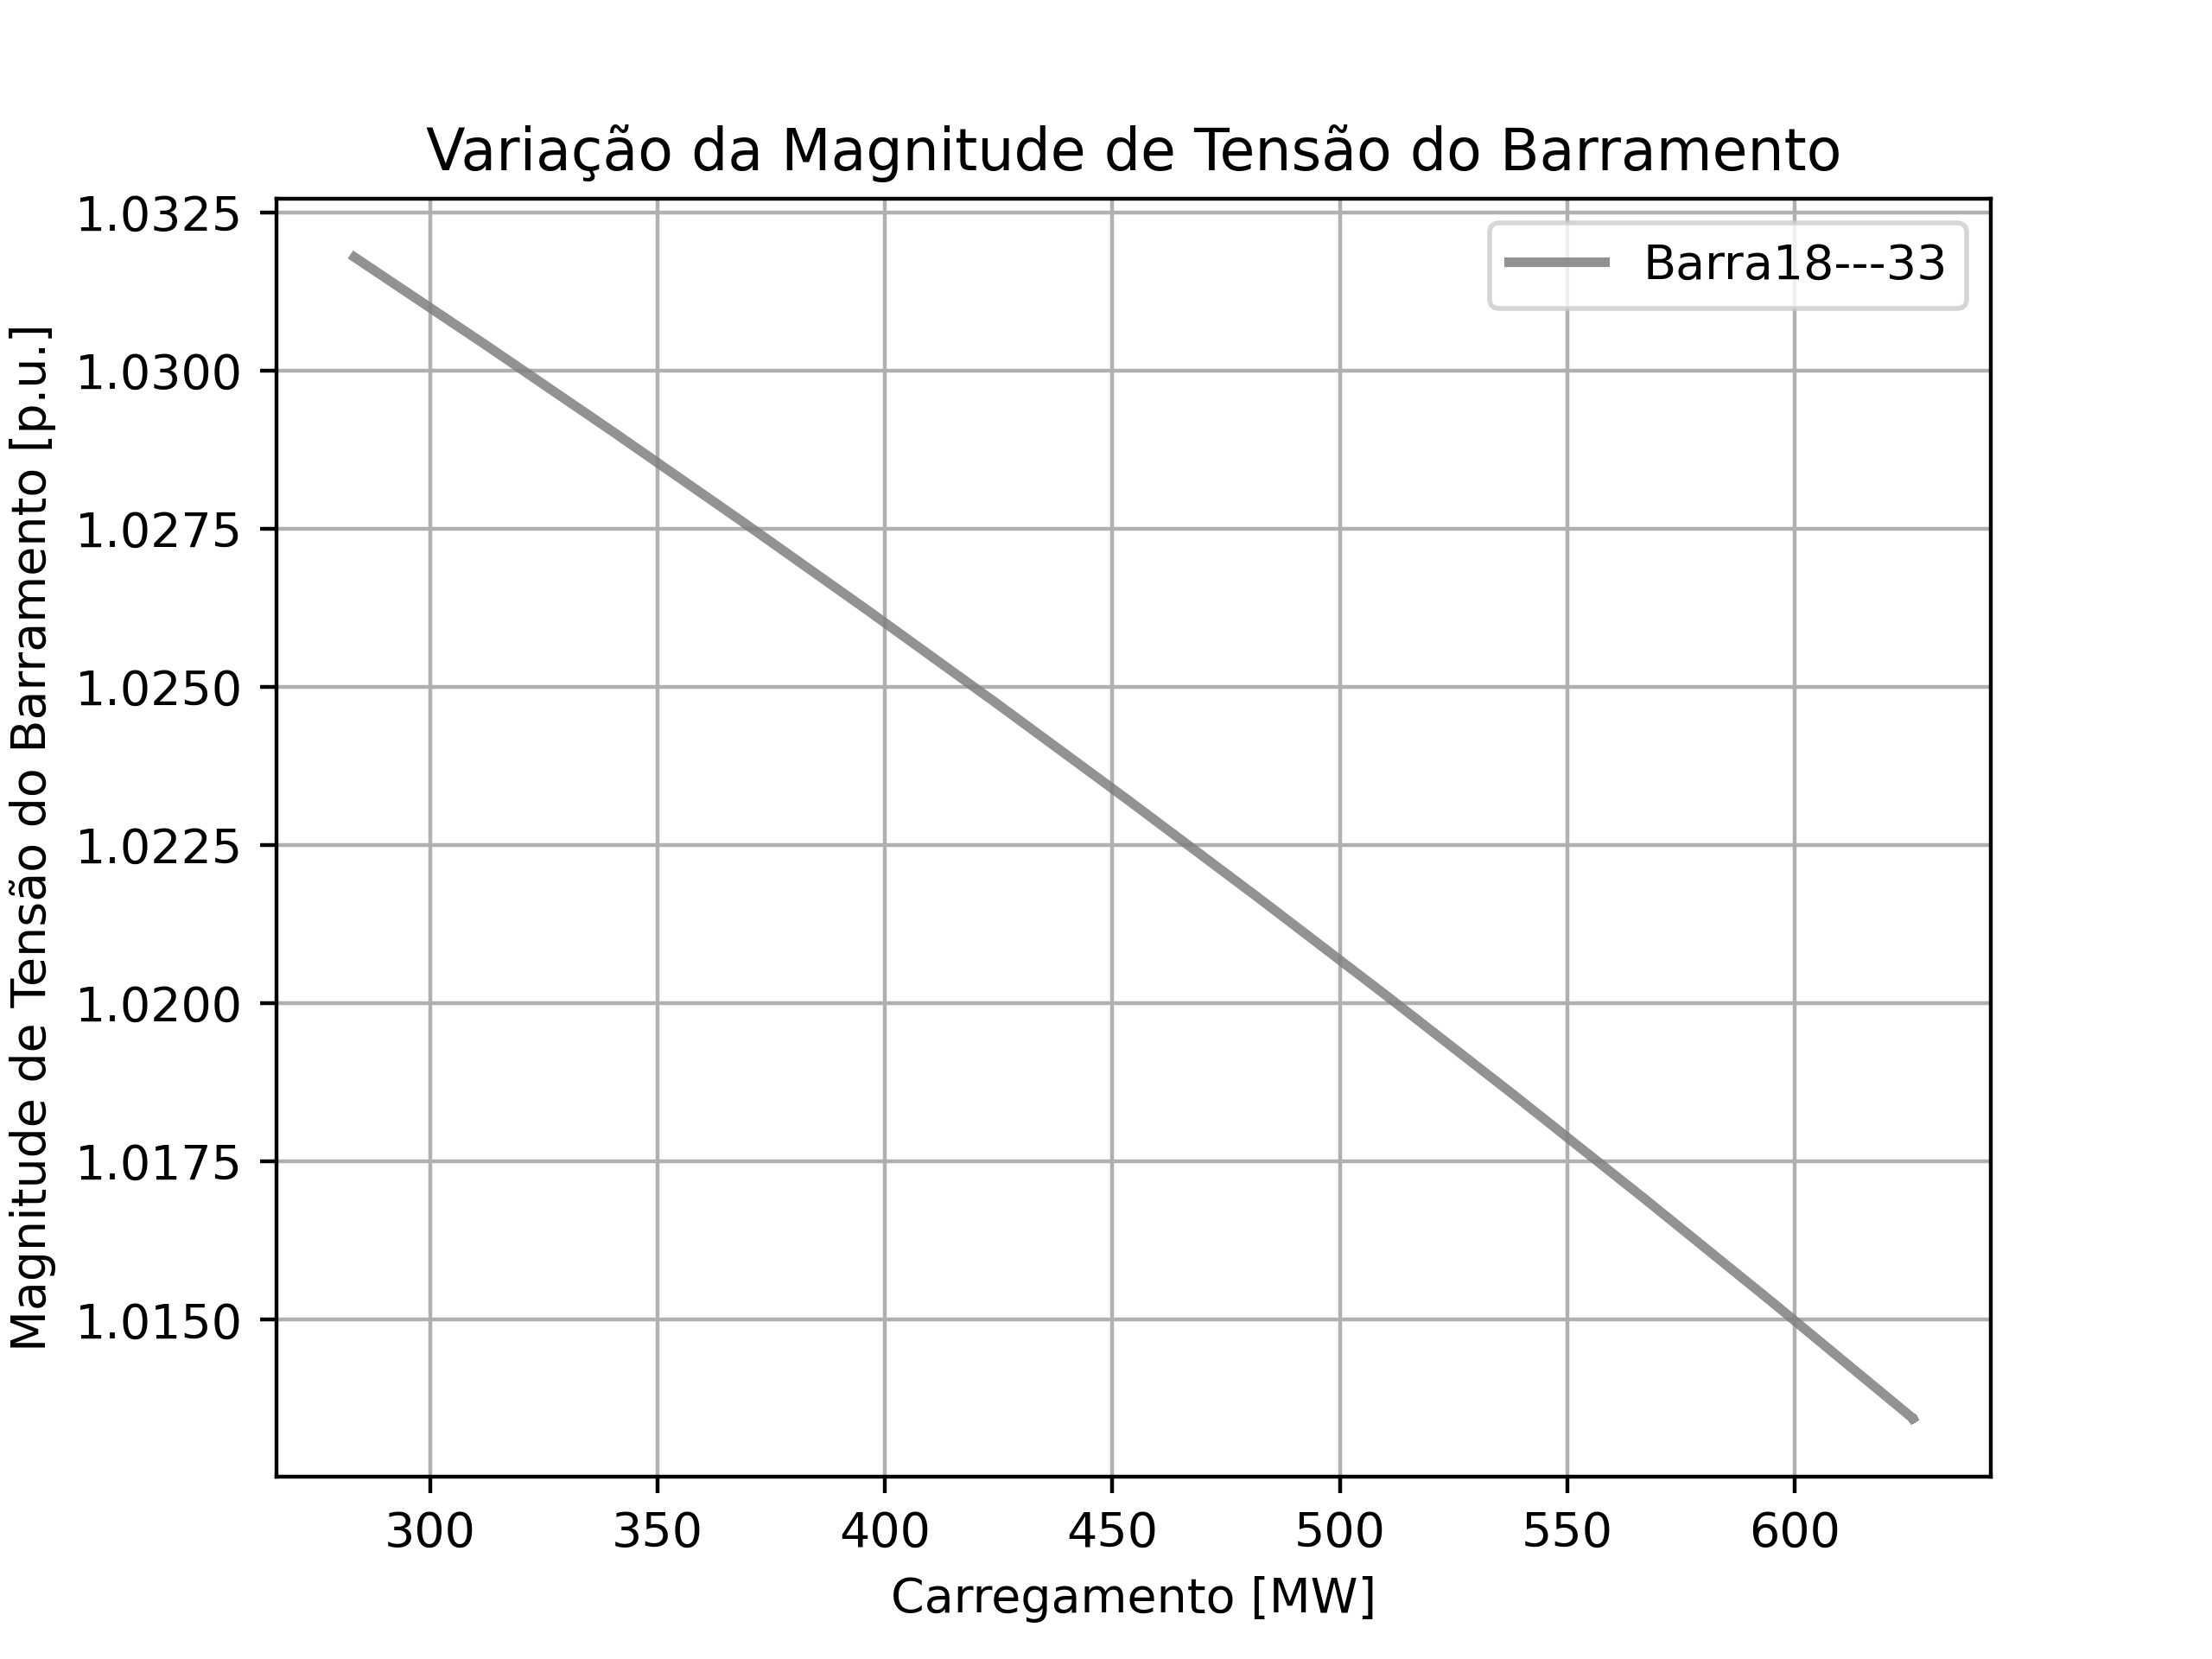 Variação da Magnitude de Tensão do Barramento
Barra18---33
Magnitude de Tensão do Barramento [p.u.]
1.0325
1.0300
1.0275
1.0250
1.0225
1.0200
1.0175
1.0150
300 350 400 450 500 550 600
Carregamento [MW]